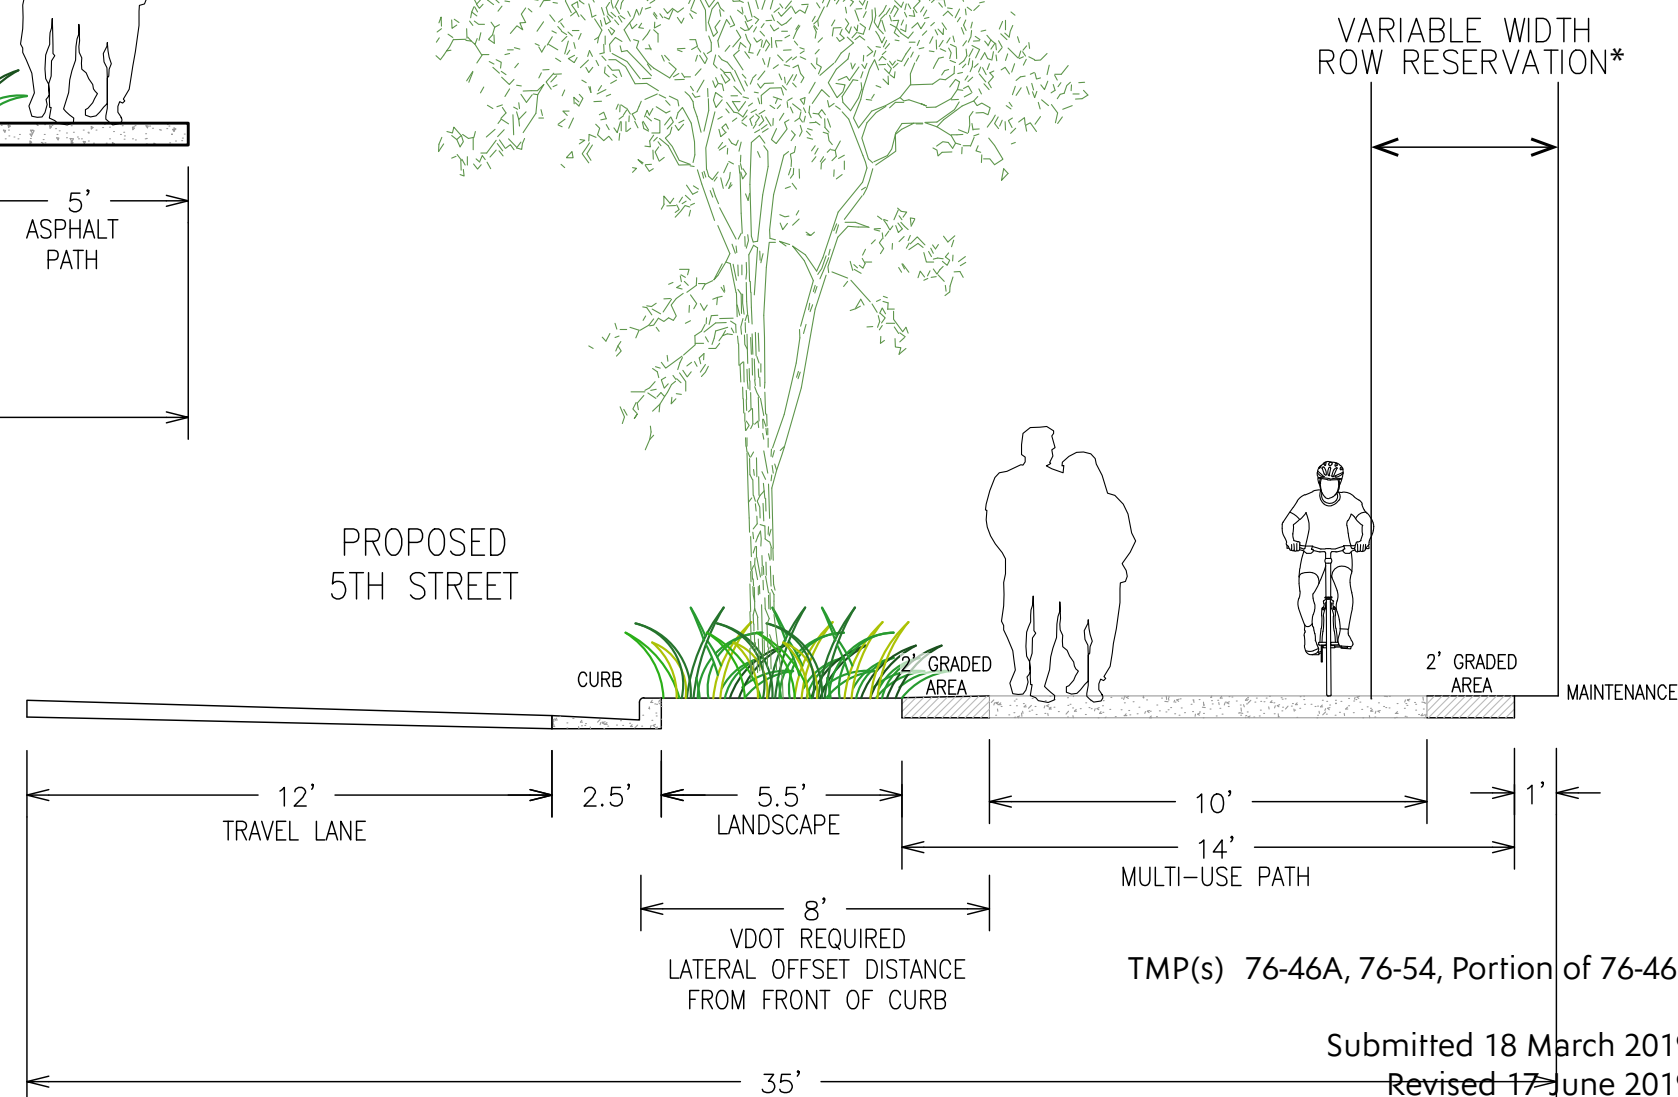 VARIABLE WIDTH
ROW RESERVATION*
5'
ASPHALT
PATH
PROPOSED
5TH STREET
CURB
2' GRADED
AREA
2' GRADED
AREA
MAINTENANCE
12'
TRAVEL LANE
2.5'
5.5'
LANDSCAPE
10'
1'
14'
MULTI-USE PATH
8'
VDOT REQUIRED
LATERAL OFFSET DISTANCE
FROM FRONT OF CURB
TMP(s) 76-46A, 76-54, Portion of 76-46
Submitted 18 March 2019
Revised 17 June 2019
35'